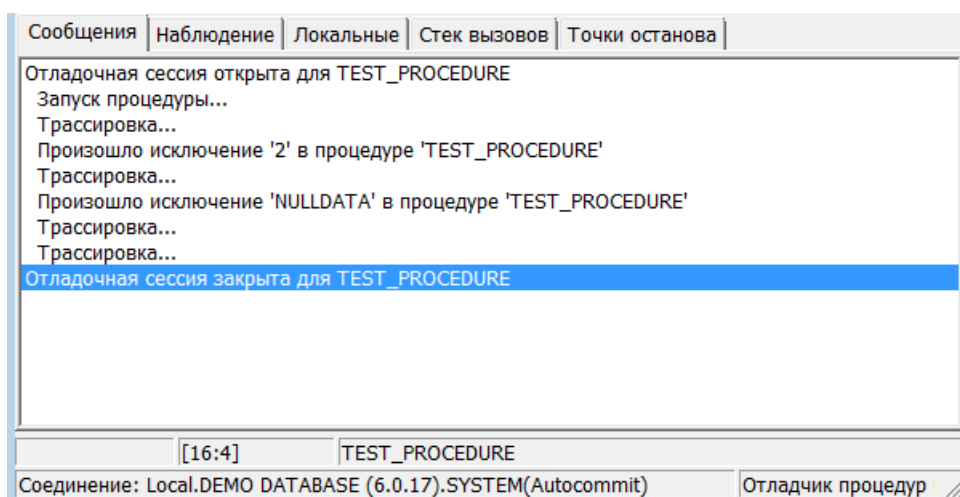 Сообщения Наблюдение Локальные Стек вызовов Точки останова
Отладочная сессия открыта для TEST_PROCEDURE
Запуск процедуры...
Трассировка...
Произошло исключение '2' в процедуре 'TEST_PROCEDURE'
Трассировка...
Произошло исключение 'NULLDATA' в процедуре 'TEST_PROCEDURE'
Трассировка...
Трассировка...
Отладочная сессия закрыта для TEST_PROCEDURE
[16:4] TEST_PROCEDURE
Соединение: Local.DEMO DATABASE (6.0.17).SYSTEM(Autocommit) Отладчик процедур